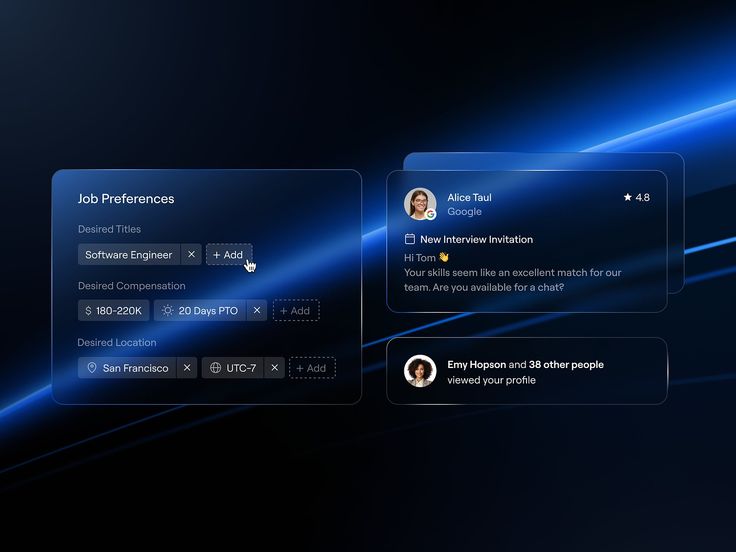 Job Preferences
Desired Titles
Software Engineer × + Add
Desired Compensation
$ 180-220K 20 Days PTO × + Add
Desired Location
San Francisco × UTC-7 × + Add
Alice Taul ★ 4.8
Google
New Interview Invitation
Hi Tom 👋
Your skills seem like an excellent match for our
team. Are you available for a chat?
Emy Hopson and 38 other people
viewed your profile